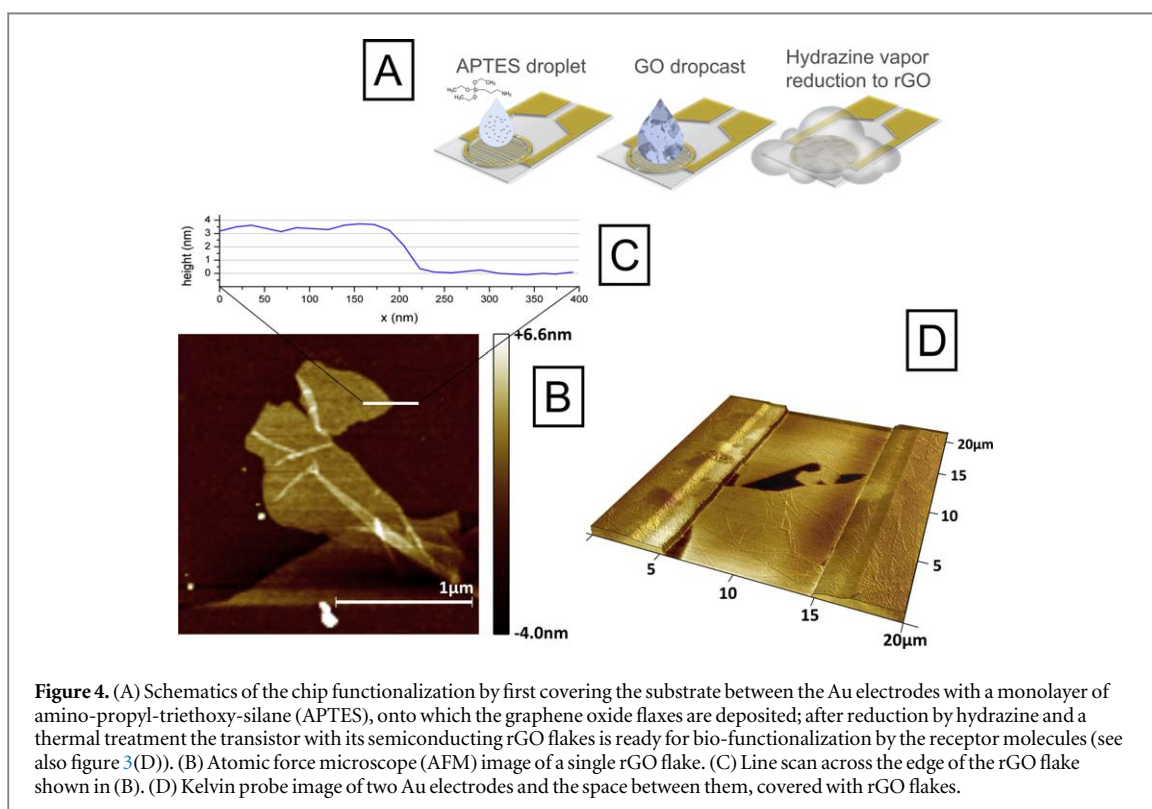 A
APTES droplet
GO dropcast
Hydrazine vapor
reduction to rGO
H₃C
O
CH₃
H₃C
O
Si
NH₂
H₃C
O
C
height (nm)
4
3
2
1
0
0 50 100 150 200 250 300 350 400
x (nm)
+6.6nm
B
1µm
-4.0nm
D
20µm
15
10
5
5
10
15
20µm
Figure 4. (A) Schematics of the chip functionalization by first covering the substrate between the Au electrodes with a monolayer of
amino-propyl-triethoxy-silane (APTES), onto which the graphene oxide flaxes are deposited; after reduction by hydrazine and a
thermal treatment the transistor with its semiconducting rGO flakes is ready for bio-functionalization by the receptor molecules (see
also figure 3(D)). (B) Atomic force microscope (AFM) image of a single rGO flake. (C) Line scan across the edge of the rGO flake
shown in (B). (D) Kelvin probe image of two Au electrodes and the space between them, covered with rGO flakes.